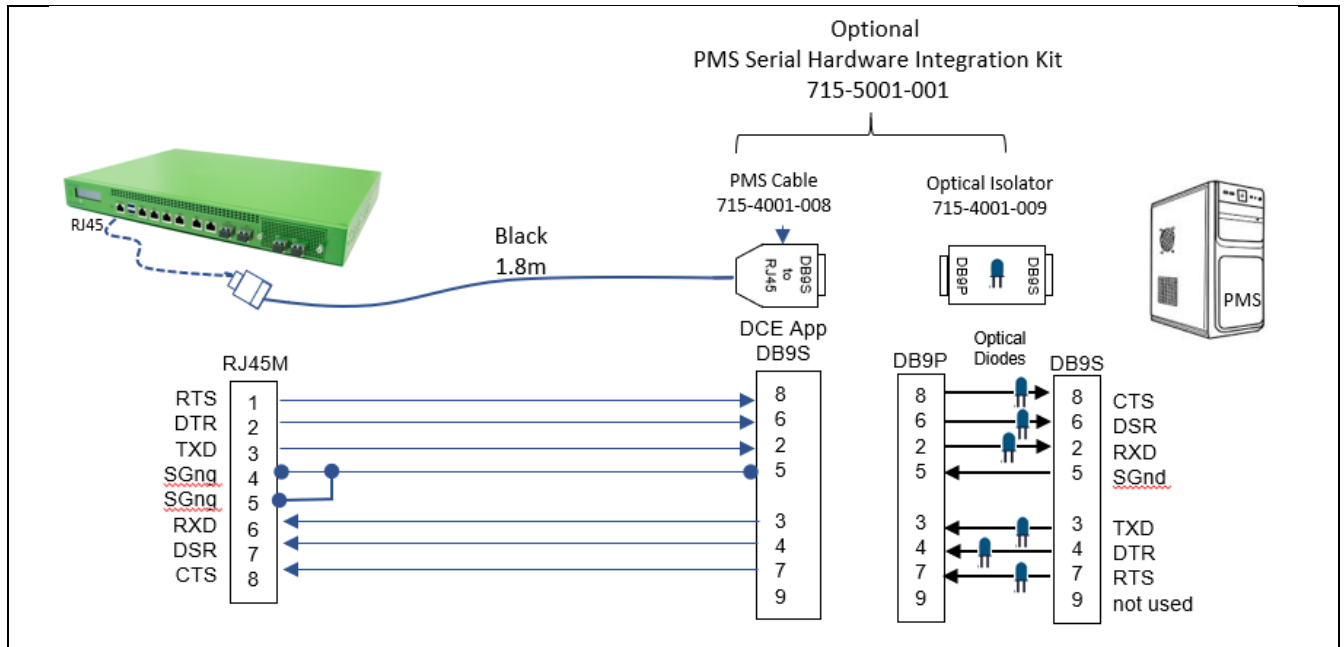 Optional
PMS Serial Hardware Integration Kit
715-5001-001
PMS Cable
715-4001-008
Optical Isolator
715-4001-009
RJ45
Black
1.8m
DB9S
to
RJ45
DB9P
DB9S
PMS
DCE App
DB9S
RJ45M
DB9P
Optical
Diodes
DB9S
RTS 1 8 8 8 CTS
DTR 2 6 6 6 DSR
TXD 3 2 2 2 RXD
SGng 4 5 5 5 SGnd
SGng 5
RXD 6 3 3 3 TXD
DSR 7 4 4 4 DTR
CTS 8 7 7 7 RTS
9 9 9 not used